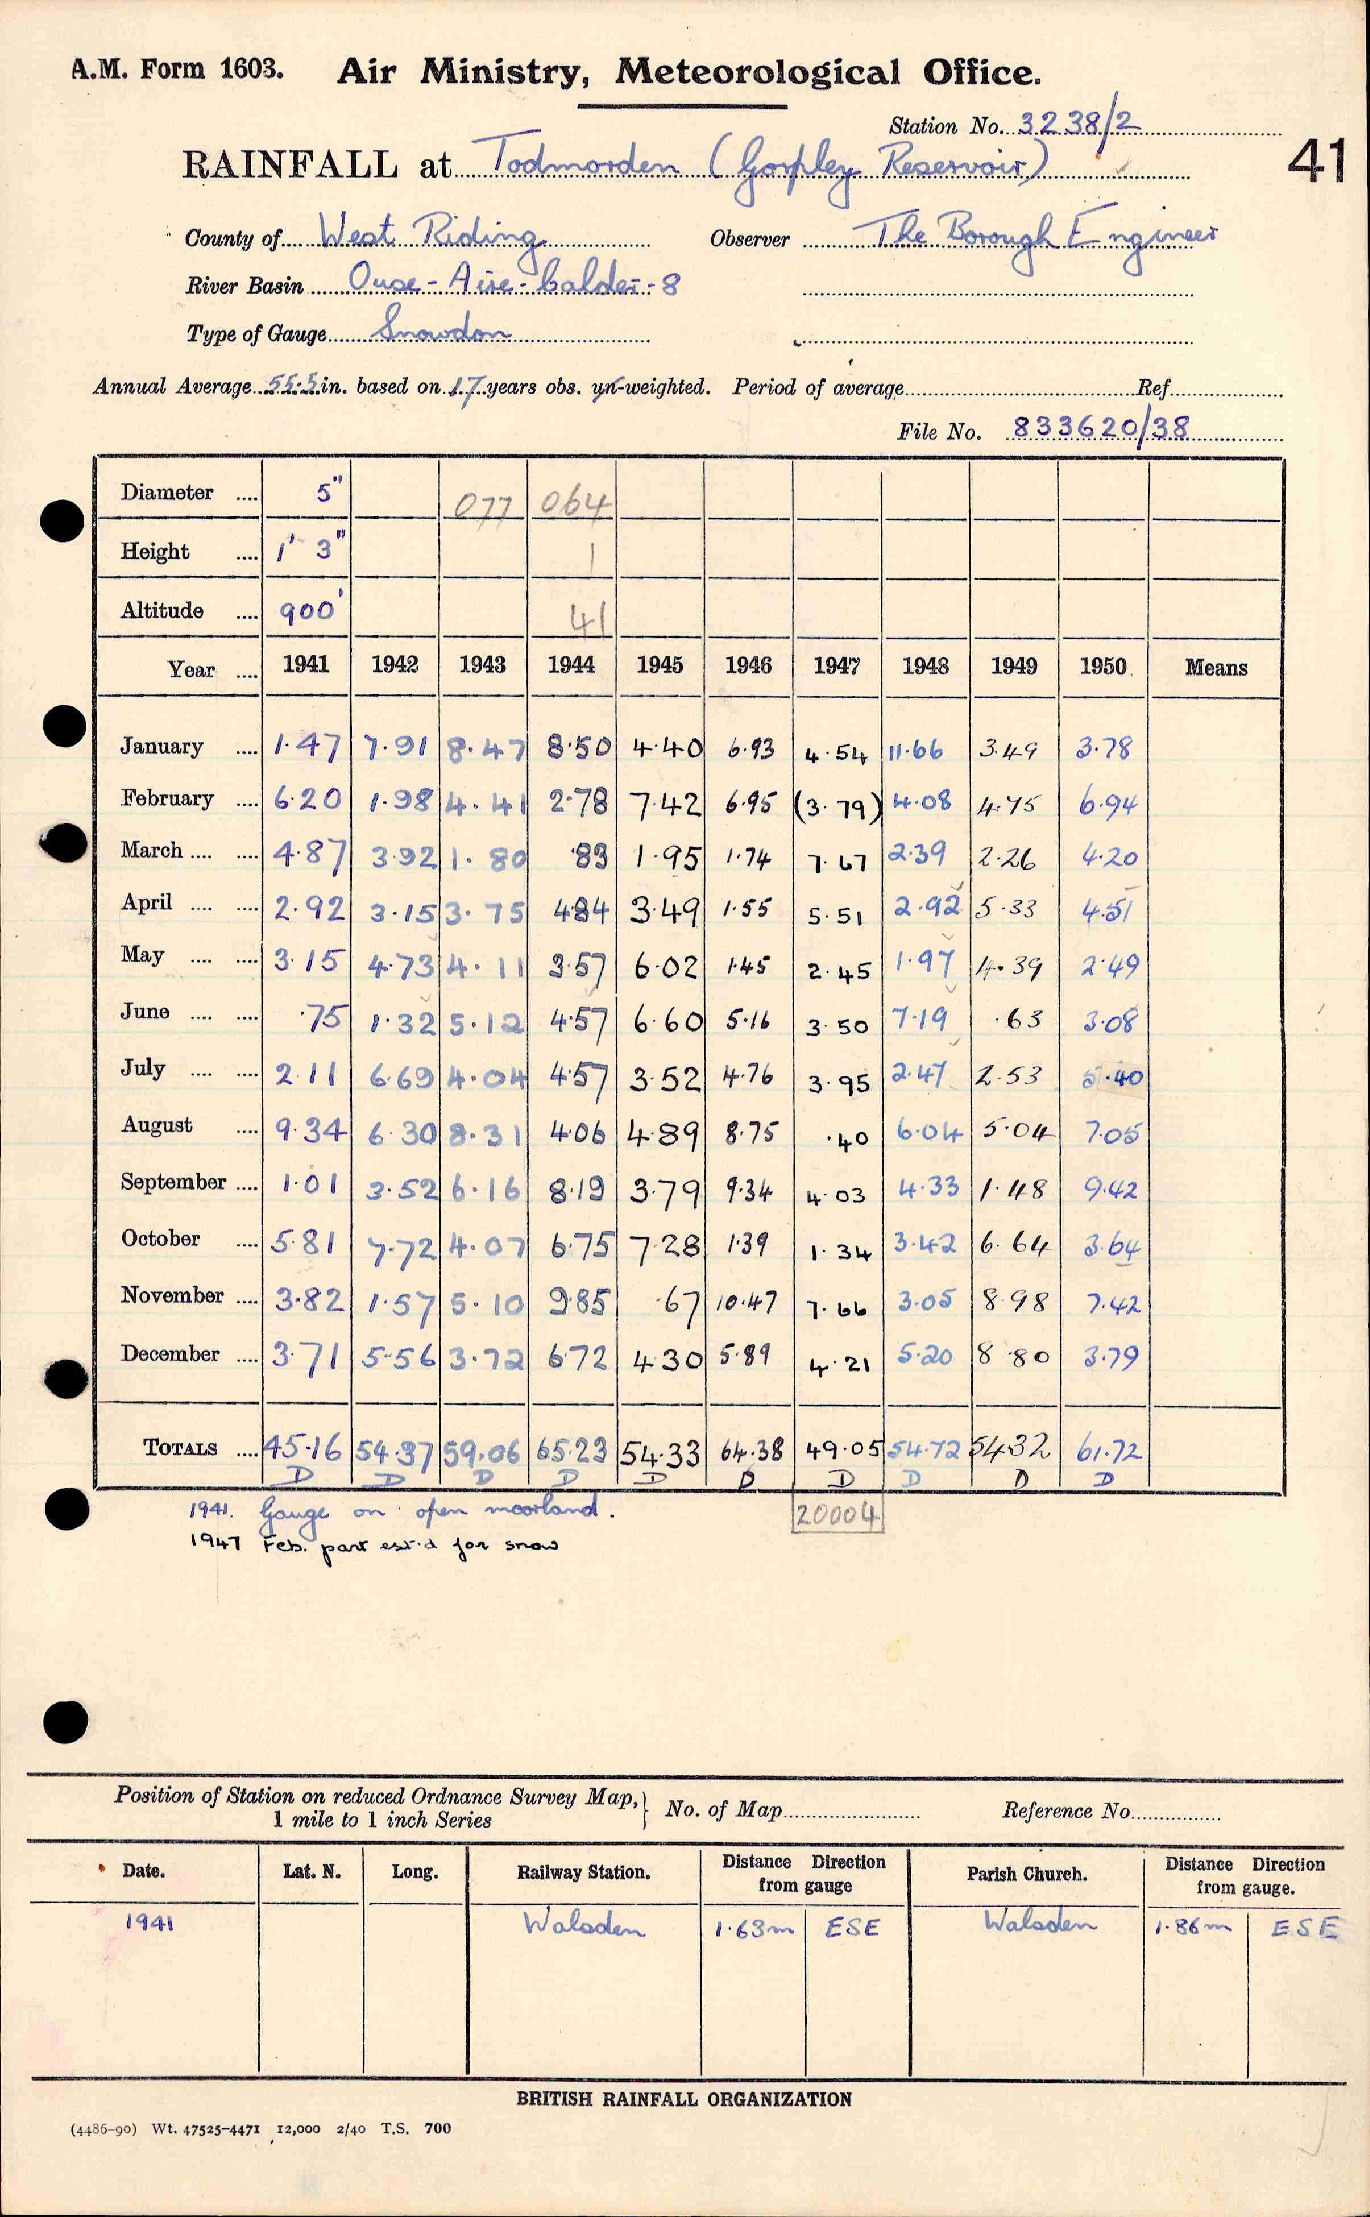 A.M. Form 1603. Air Ministry, Meteorological Office.
Station No. 3238/2
41
RAINFALL at Todmorden (Gorpley Reservoir)
County of West Riding Observer The Borough Engineer
River Basin Ouse-Aire-Calder-8
Type of Gauge Snowdon
Annual Average 55.5 in. based on 17 years obs. un-weighted. Period of average Ref.
File No. 833620/38
Diameter .... 5" 077 064
Height .... 1' 3" 1
Altitude .... 900' 41
Year .... 1941 1942 1943 1944 1945 1946 1947 1948 1949 1950 Means
January .... 1.47 7.91 8.47 8.50 4.40 6.93 4.54 11.66 3.49 3.78
February .... 6.20 1.98 4.41 2.78 7.42 6.95 (3.79) 4.08 4.75 6.94
March .... .... 4.87 3.92 1.80 .83 1.95 1.74 7.67 2.39 2.26 4.20
April .... .... 2.92 3.15 3.75 4.84 3.49 1.55 5.51 2.92 5.33 4.51
May .... .... 3.15 4.73 4.11 3.57 6.02 1.45 2.45 1.97 4.39 2.49
June .... .... .75 1.32 5.12 4.57 6.60 5.16 3.50 7.19 .63 3.08
July .... .... 2.11 6.69 4.04 4.57 3.52 4.76 3.95 2.47 2.53 5.40
August .... 9.34 6.30 8.31 4.06 4.89 8.75 .40 6.04 5.04 7.05
September .... 1.01 3.52 6.16 8.19 3.79 9.34 4.03 4.33 1.48 9.42
October .... 5.81 7.72 4.07 6.75 7.28 1.39 1.34 3.42 6.64 3.64
November .... 3.82 1.57 5.10 9.85 .67 10.47 7.66 3.05 8.98 7.42
December .... 3.71 5.56 3.72 6.72 4.30 5.89 4.21 5.20 8.80 3.79
TOTALS .... 45.16 54.37 59.06 65.23 54.33 64.38 49.05 54.72 54.32 61.72
D D D D D D D D D D
1941. Gauge on open moorland. 20004
1947 Feb. part est.d for snow
Position of Station on reduced Ordnance Survey Map,} No. of Map Reference No.
1 mile to 1 inch Series
Date. Lat. N. Long. Railway Station. Distance Direction from gauge Parish Church. Distance Direction from gauge.
1941 Walsden 1.63m ESE Walsden 1.86m ESE
BRITISH RAINFALL ORGANIZATION
(4486-90) Wt. 47525-4471 12,000 2/40 T.S. 700